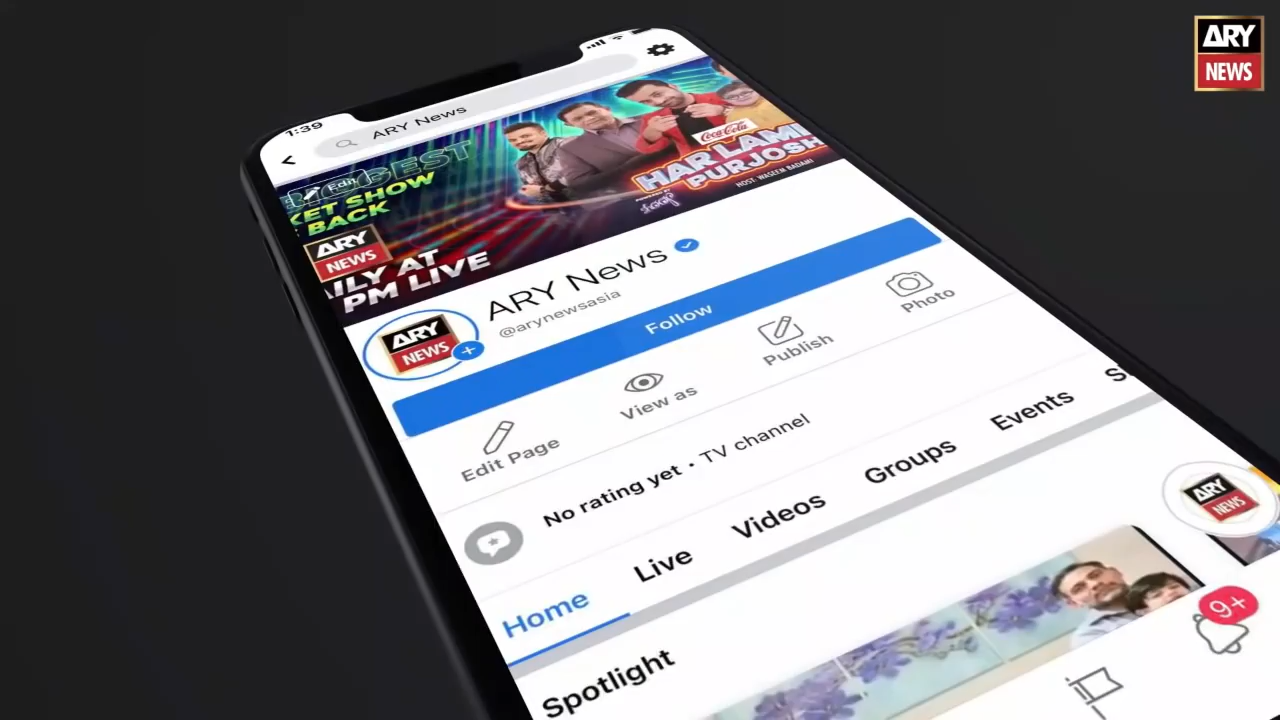 ARY
NEWS
1:39
ARY News
Edit
BIGGEST
KET SHOW
BACK
ARY
NEWS
AILY AT
PM LIVE
Coca-Cola
HAR LAMHA
PURJOSH
HOST: WASEEM BADAMI
ARY
NEWS
ARY News
@arynewsasia
Follow
Edit Page
View as
Publish
Photo
No rating yet · TV channel
Home
Live
Videos
Groups
Events
Spotlight
ARY
NEWS
9+